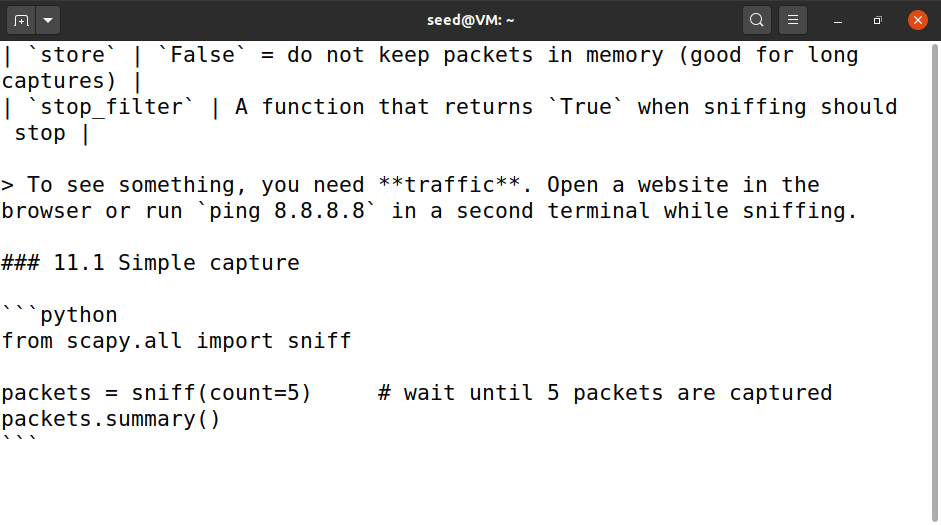 seed@VM: ~
| `store` | `False` = do not keep packets in memory (good for long
captures) |
| `stop_filter` | A function that returns `True` when sniffing should
 stop |
> To see something, you need **traffic**. Open a website in the
browser or run `ping 8.8.8.8` in a second terminal while sniffing.
### 11.1 Simple capture
```python
from scapy.all import sniff
packets = sniff(count=5)     # wait until 5 packets are captured
packets.summary()
```